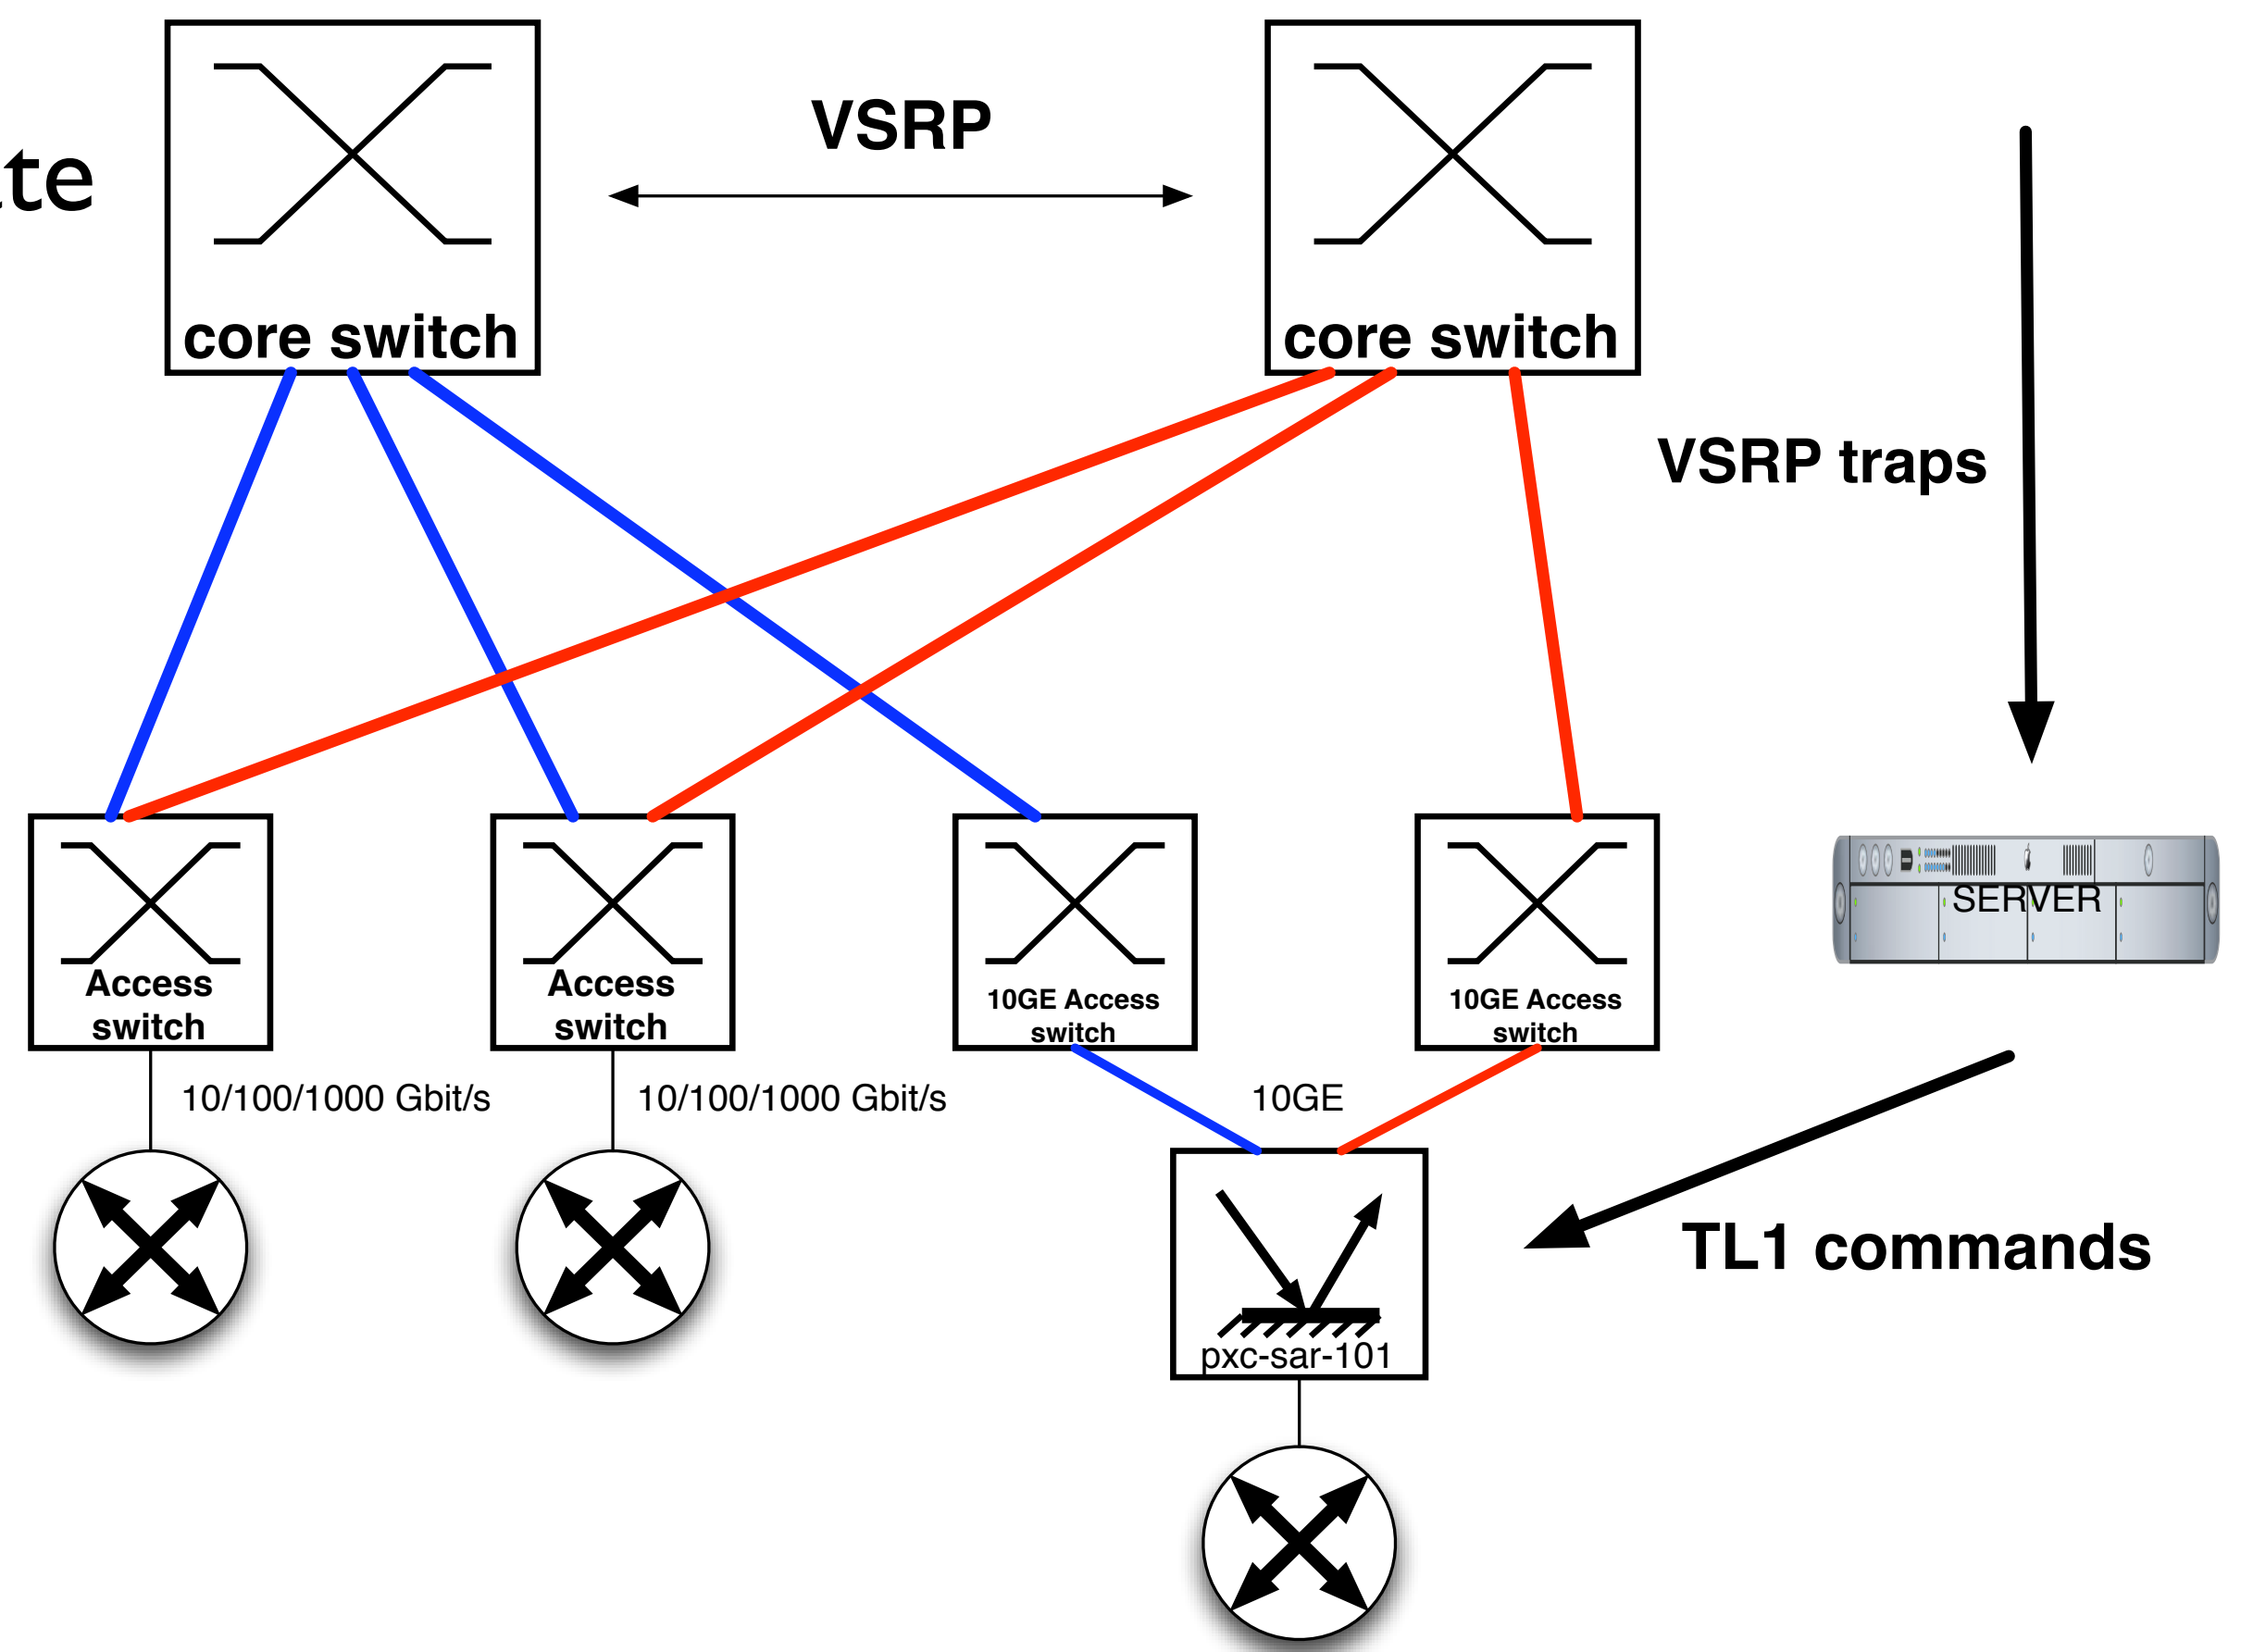 VSRP
core switch
core switch
VSRP traps
SERVER
Access
switch
Access
switch
10GE Access
switch
10GE Access
switch
10/100/1000 Gbit/s
10/100/1000 Gbit/s
10GE
TL1 commands
pxc-sar-101